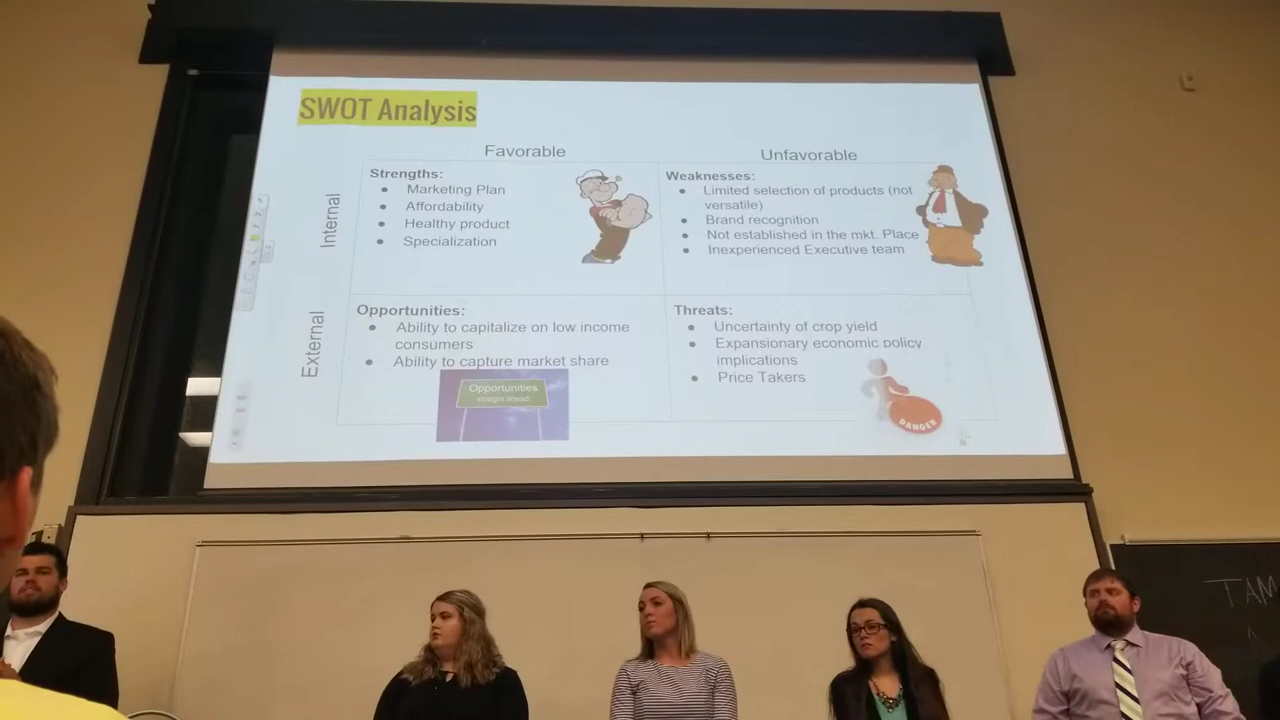 SWOT Analysis
Favorable
Unfavorable
Internal
Strengths:
● Marketing Plan
● Affordability
● Healthy product
● Specialization
Weaknesses:
● Limited selection of products (not
versatile)
● Brand recognition
● Not established in the mkt. Place
● Inexperienced Executive team
External
Opportunities:
● Ability to capitalize on low income
consumers
● Ability to capture market share
Opportunities
straight ahead
Threats:
● Uncertainty of crop yield
● Expansionary economic policy
implications
● Price Takers
DANGER
TAM